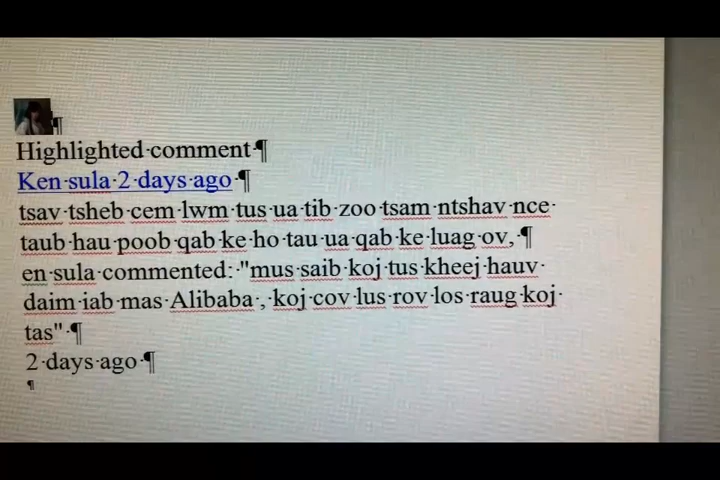 Highlighted comment
Ken sula 2 days ago
tsav tsheb cem lwm tus ua tib zoo tsam ntshav nce
taub hau poob qab ke ho tau ua qab ke luag ov,
en sula commented: "mus saib koj tus kheej hauv
daim iab mas Alibaba , koj cov lus rov los raug koj
tas"
2 days ago